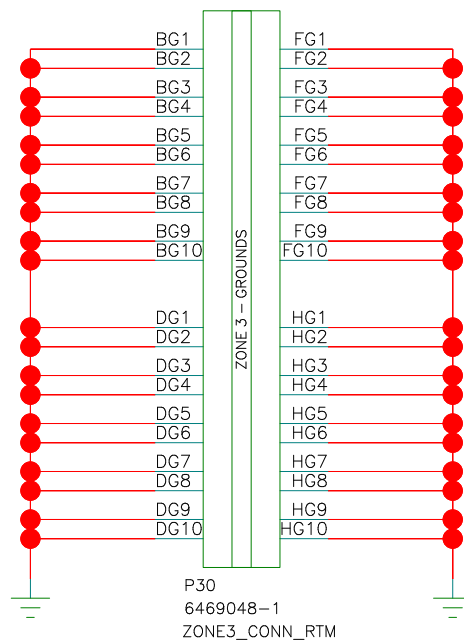 BG1 FG1
BG2 FG2
BG3 FG3
BG4 FG4
BG5 FG5
BG6 FG6
BG7 FG7
BG8 FG8
BG9 FG9
BG10 FG10
ZONE 3 - GROUNDS
DG1 HG1
DG2 HG2
DG3 HG3
DG4 HG4
DG5 HG5
DG6 HG6
DG7 HG7
DG8 HG8
DG9 HG9
DG10 HG10
P30
6469048-1
ZONE3_CONN_RTM